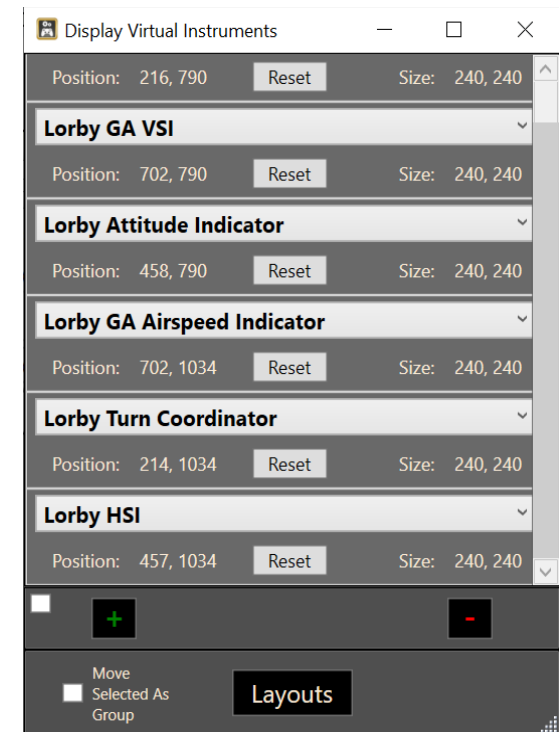 Display Virtual Instruments
Position: 216, 790 Reset Size: 240, 240
Lorby GA VSI
Position: 702, 790 Reset Size: 240, 240
Lorby Attitude Indicator
Position: 458, 790 Reset Size: 240, 240
Lorby GA Airspeed Indicator
Position: 702, 1034 Reset Size: 240, 240
Lorby Turn Coordinator
Position: 214, 1034 Reset Size: 240, 240
Lorby HSI
Position: 457, 1034 Reset Size: 240, 240
+ -
Move
Selected As
Group
Layouts